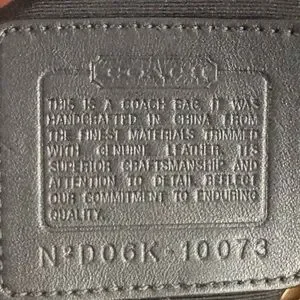 COACH
THIS IS A COACH BAG. IT WAS
HANDCRAFTED IN CHINA FROM
THE FINEST MATERIALS TRIMMED
WITH GENUINE LEATHER. ITS
SUPERIOR CRAFTSMANSHIP AND
ATTENTION TO DETAIL REFLECT
OUR COMMITMENT TO ENDURING
QUALITY.
Nº D06K-10073